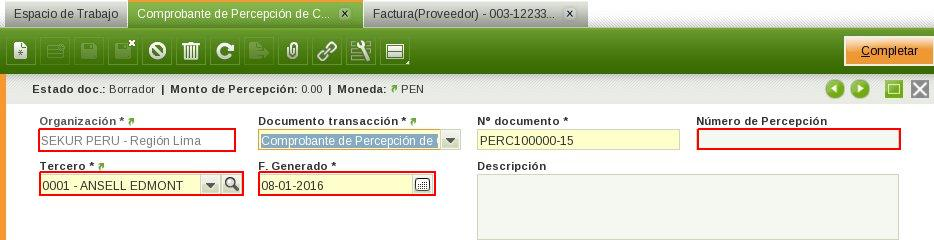 Espacio de Trabajo
Comprobante de Percepción de C...
Factura(Proveedor) - 003-12233...
Completar
Estado doc.: Borrador | Monto de Percepción: 0.00 | Moneda: PEN
Organización *
Documento transacción *
Nº documento *
Número de Percepción
SEKUR PERU - Región Lima
Comprobante de Percepción de
PERC100000-15
Tercero *
F. Generado *
Descripción
0001 - ANSELL EDMONT
08-01-2016